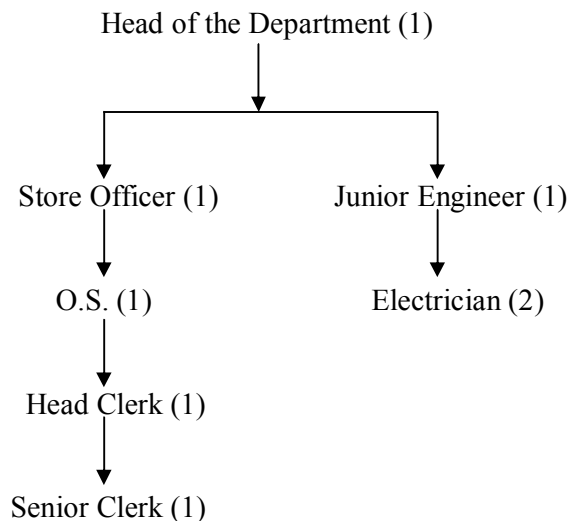 Head of the Department (1)
Store Officer (1)
Junior Engineer (1)
O.S. (1)
Electrician (2)
Head Clerk (1)
Senior Clerk (1)